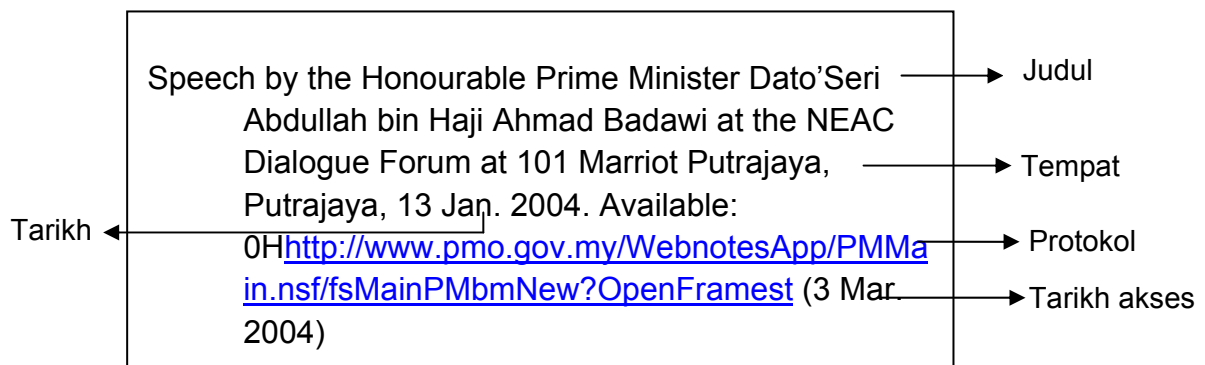 Speech by the Honourable Prime Minister Dato'Seri
Abdullah bin Haji Ahmad Badawi at the NEAC
Dialogue Forum at 101 Marriot Putrajaya,
Putrajaya, 13 Jan. 2004. Available:
0Hhttp://www.pmo.gov.my/WebnotesApp/PMMa
in.nsf/fsMainPMbmNew?OpenFramest (3 Mar.
2004)
Judul
Tempat
Tarikh
Protokol
Tarikh akses